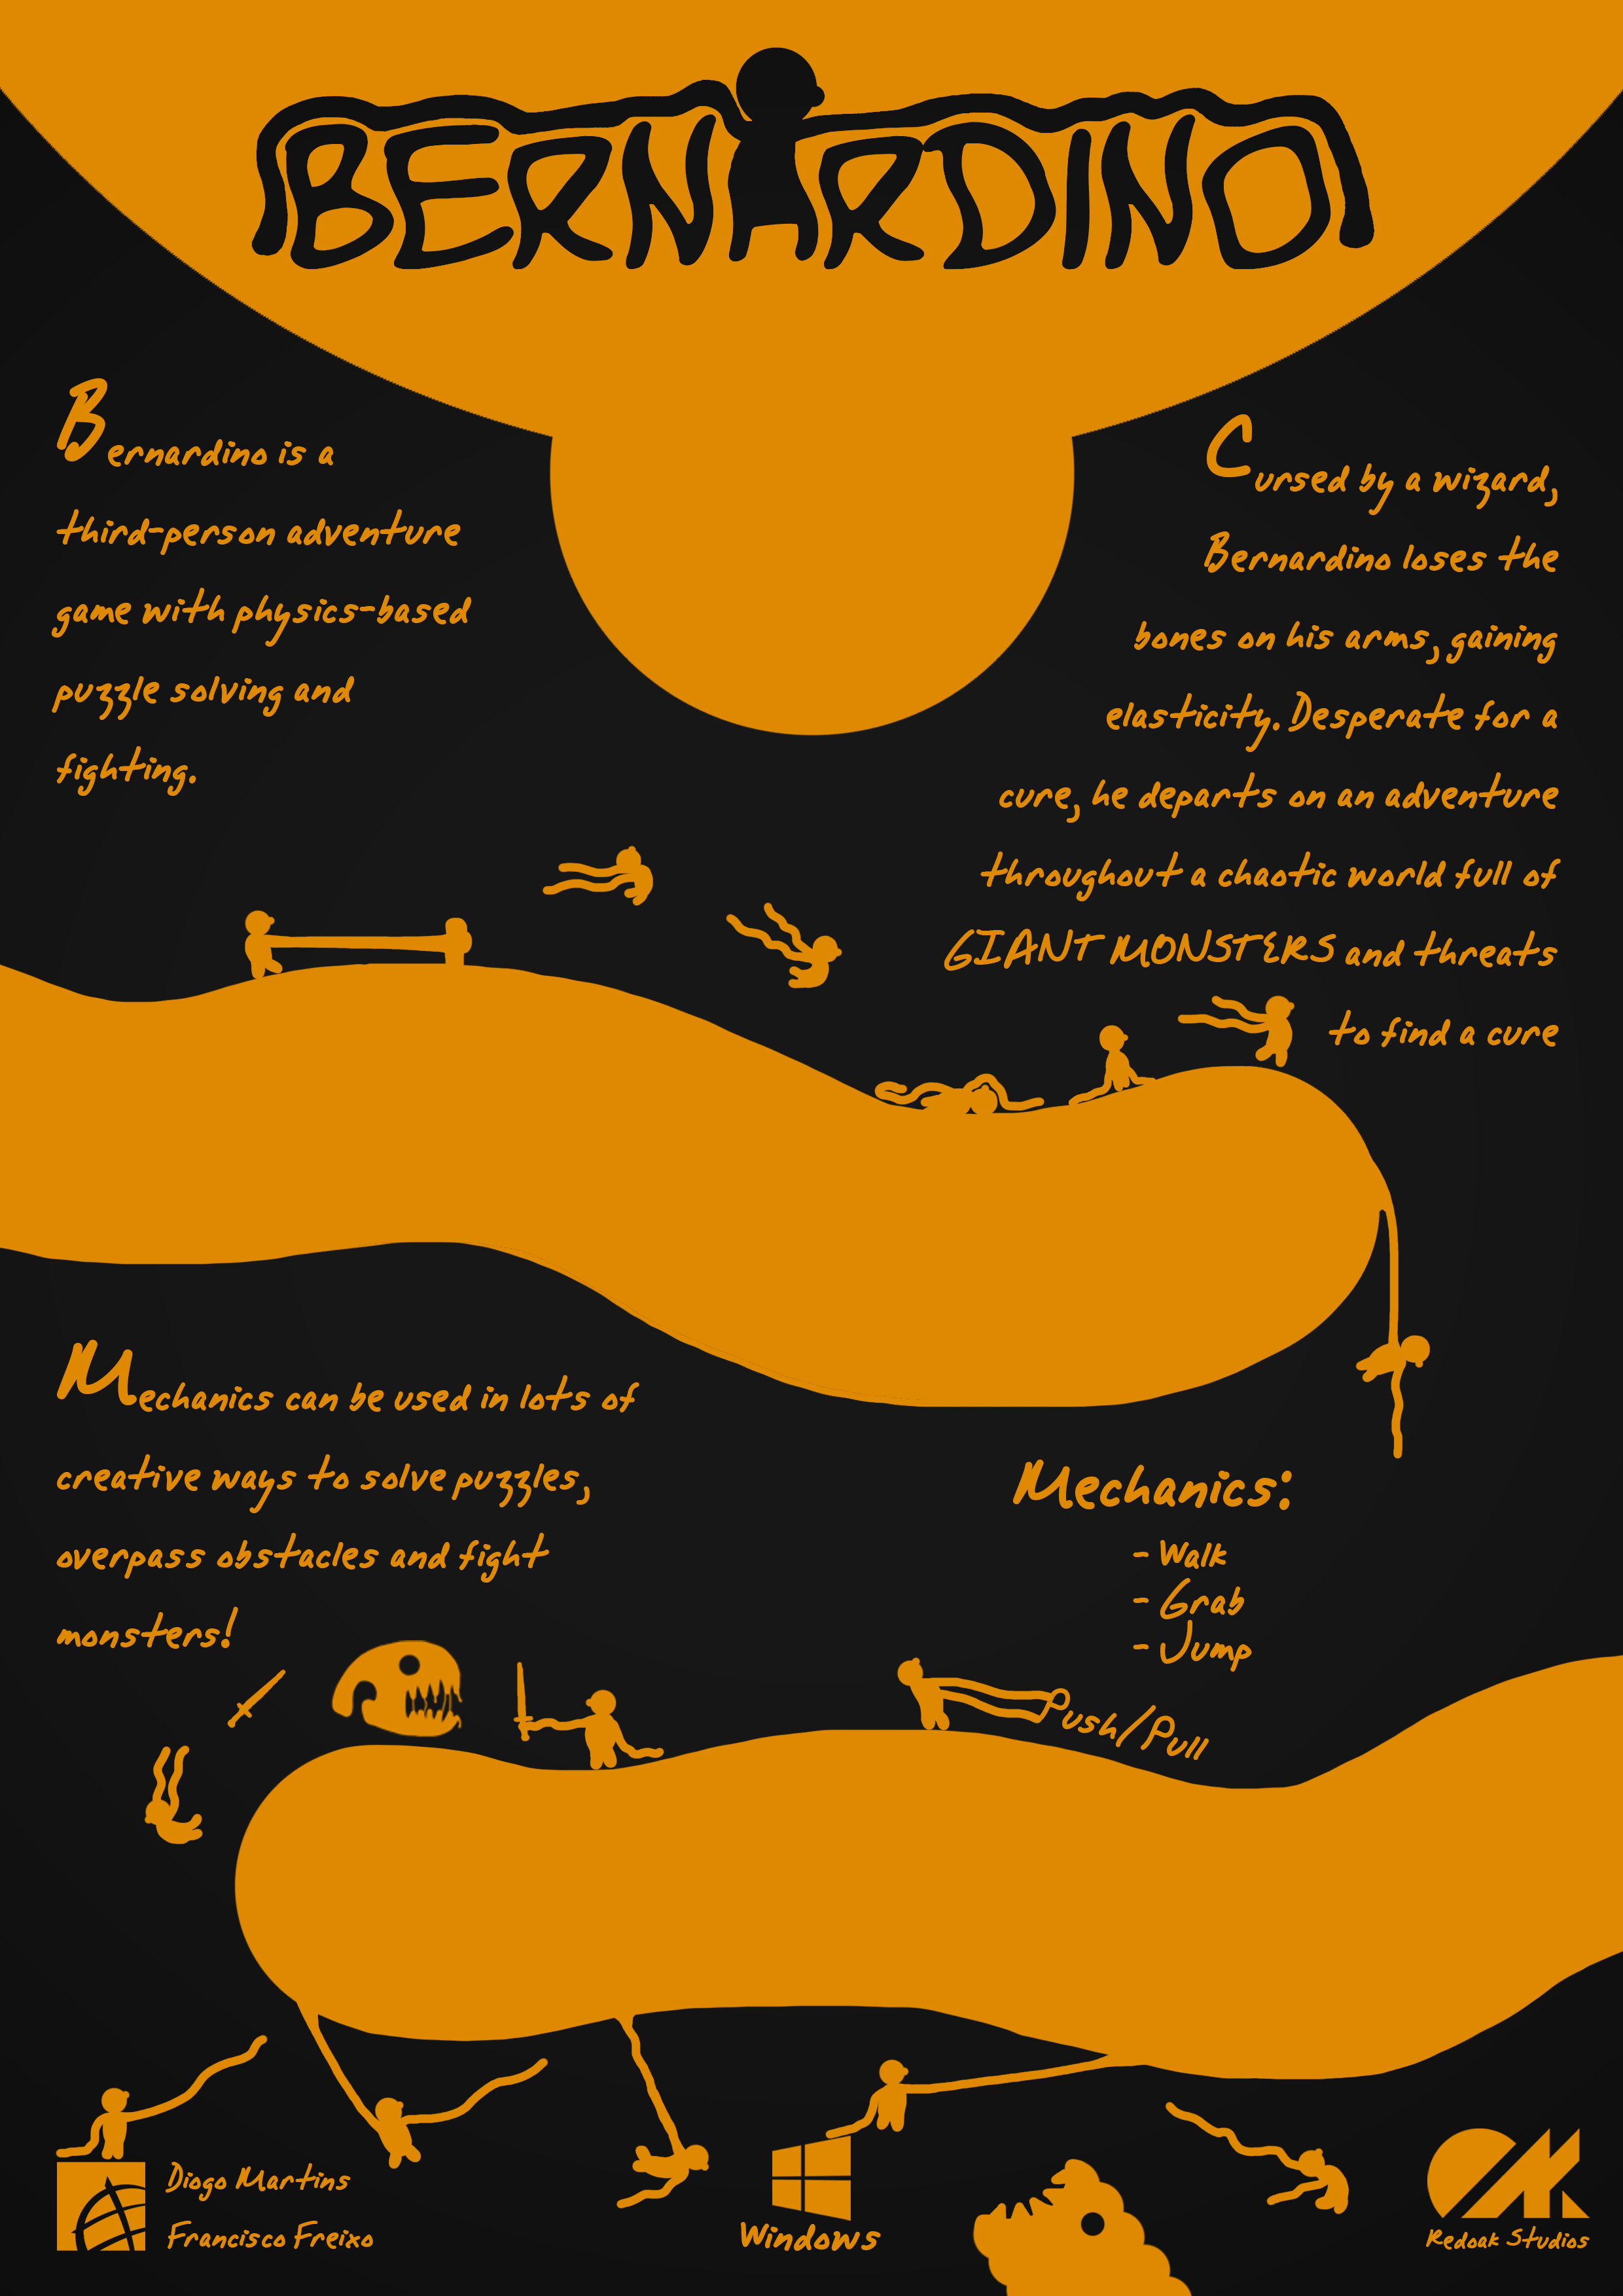 BERNARDINO
Bernardino is a
third-person adventure
game with physics-based
puzzle solving and
fighting.
Cursed by a wizard,
Bernardino loses the
bones on his arms, gaining
elasticity. Desperate for a
cure, he departs on an adventure
throughout a chaotic world full of
GIANT MONSTERS and threats
to find a cure
Mechanics can be used in lots of
creative ways to solve puzzles,
overpass obstacles and fight
monsters!
Mechanics:
- Walk
- Grab
- Jump
Push/Pull
Diogo Martins
Francisco Freixo
Windows
Redoak Studios